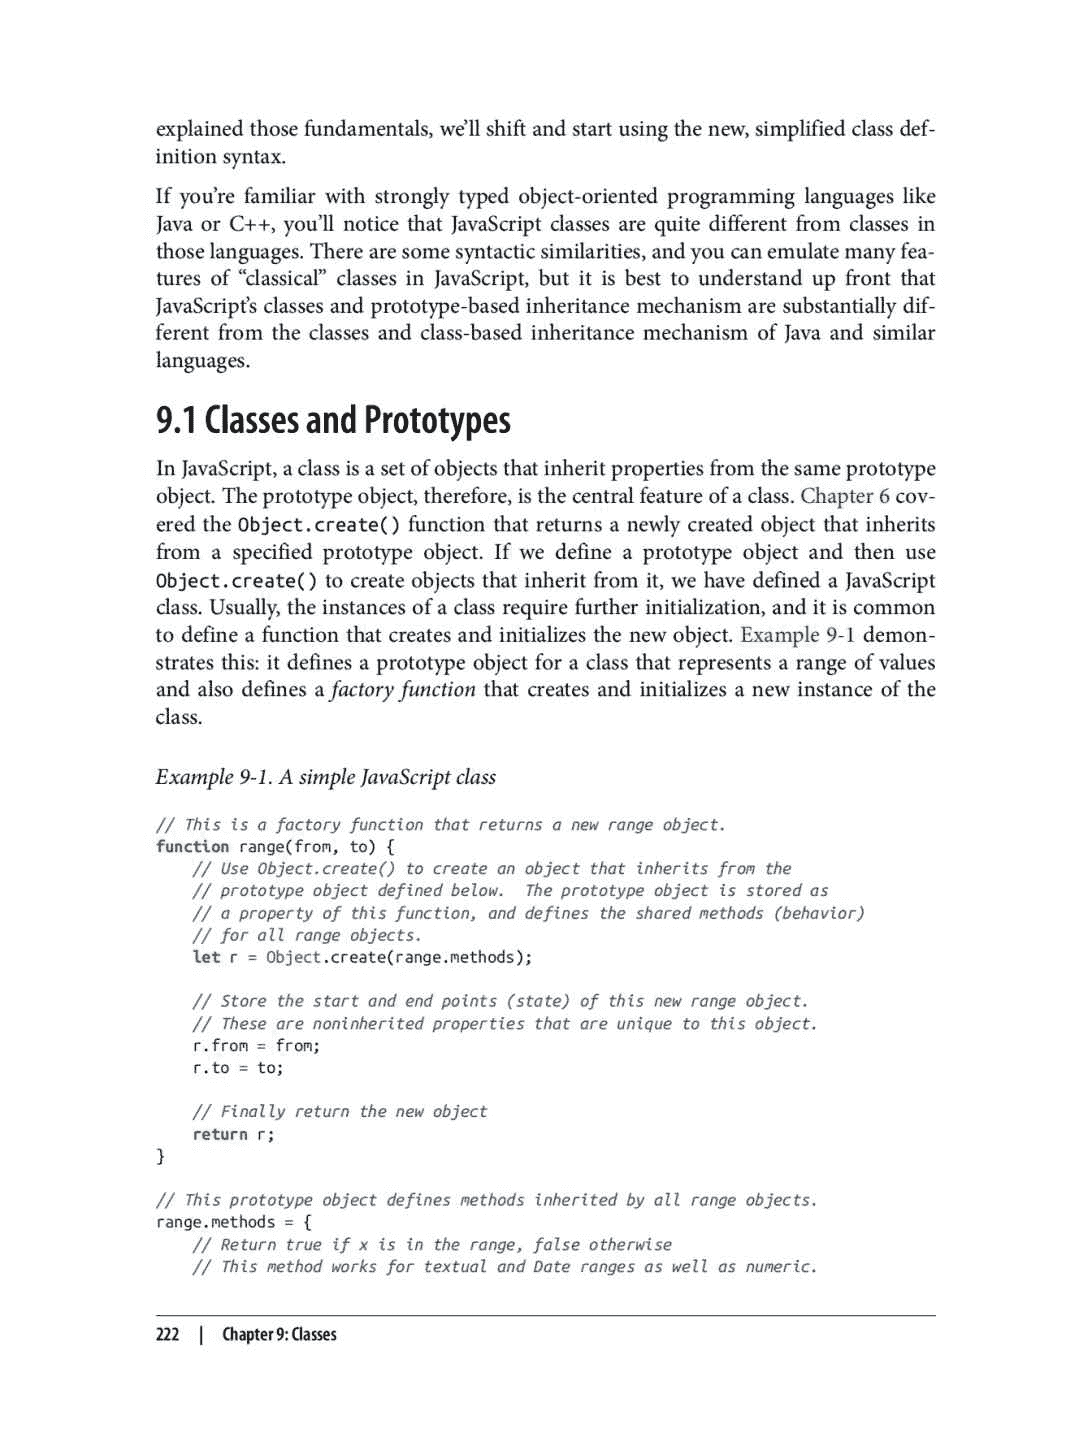 explained those fundamentals, we’ll shift and start using the new, simplified class def-
inition syntax.
If you’re familiar with strongly typed object-oriented programming languages like
Java or C++, you’ll notice that JavaScript classes are quite different from classes in
those languages. There are some syntactic similarities, and you can emulate many fea-
tures of “classical” classes in JavaScript, but it is best to understand up front that
JavaScript’s classes and prototype-based inheritance mechanism are substantially dif-
ferent from the classes and class-based inheritance mechanism of Java and similar
languages.
9.1 Classes and Prototypes
In JavaScript, a class is a set of objects that inherit properties from the same prototype
object. The prototype object, therefore, is the central feature of a class. Chapter 6 cov-
ered the Object.create() function that returns a newly created object that inherits
from a specified prototype object. If we define a prototype object and then use
Object.create() to create objects that inherit from it, we have defined a JavaScript
class. Usually, the instances of a class require further initialization, and it is common
to define a function that creates and initializes the new object. Example 9-1 demon-
strates this: it defines a prototype object for a class that represents a range of values
and also defines a factory function that creates and initializes a new instance of the
class.
Example 9-1. A simple JavaScript class
// This is a factory function that returns a new range object.
function range(from, to) {
    // Use Object.create() to create an object that inherits from the
    // prototype object defined below.  The prototype object is stored as
    // a property of this function, and defines the shared methods (behavior)
    // for all range objects.
    let r = Object.create(range.methods);
    // Store the start and end points (state) of this new range object.
    // These are noninherited properties that are unique to this object.
    r.from = from;
    r.to = to;
    // Finally return the new object
    return r;
}
// This prototype object defines methods inherited by all range objects.
range.methods = {
    // Return true if x is in the range, false otherwise
    // This method works for textual and Date ranges as well as numeric.
222 | Chapter 9: Classes